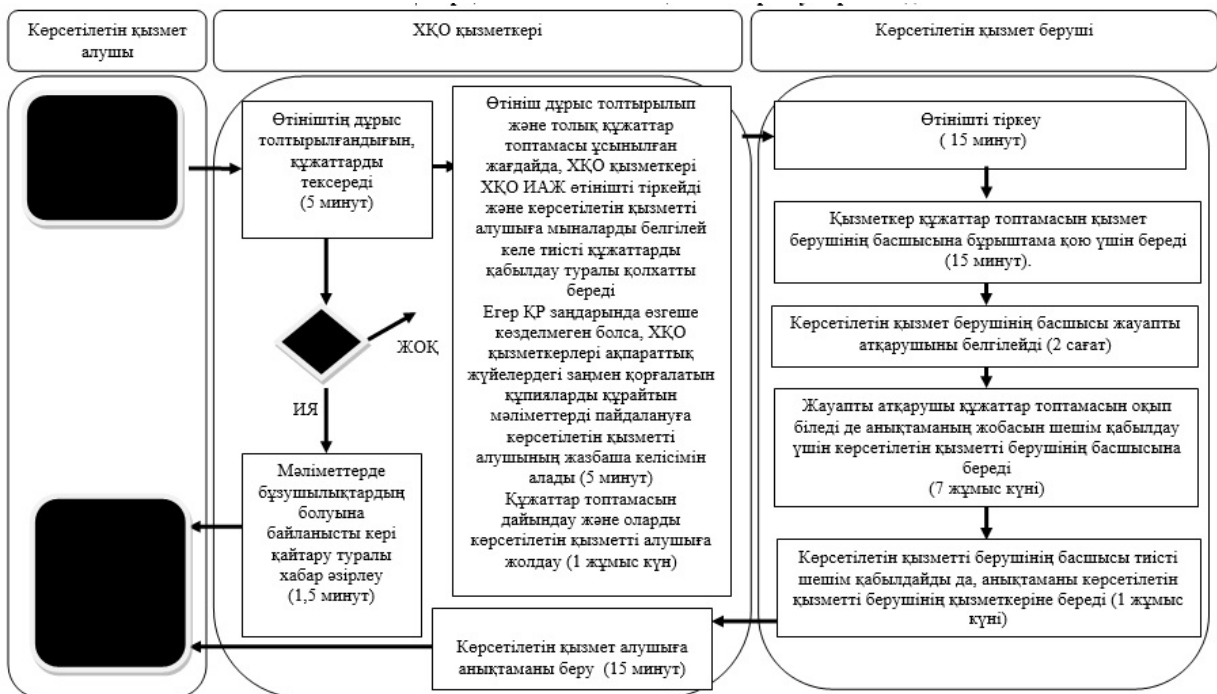 Көрсетілетін қызмет
алушы
ХҚО қызметкері
Көрсетілетін қызмет беруші
Өтініштің дұрыс
толтырылғандығын,
құжаттарды
тексереді
(5 минут)
ЖОҚ
ИЯ
Мәліметтерде
бұзушылықтардың
болуына
байланысты кері
қайтару туралы
хабар әзірлеу
(1,5 минут)
Өтініш дұрыс толтырылып
және толық құжаттар
топтамасы ұсынылған
жағдайда, ХҚО қызметкері
ХҚО ИАЖ өтінішті тіркейді
және көрсетілетін қызметті
алушыға мыналарды белгілей
келе тиісті құжаттарды
қабылдау туралы қолхатты
береді
Егер ҚР заңдарында өзгеше
көзделмеген болса, ХҚО
қызметкерлері ақпараттық
жүйелердегі заңмен қорғалатын
құпияларды құрайтын
мәліметтерді пайдалануға
көрсетілетін қызметті
алушының жазбаша келісімін
алады (5 минут)
Құжаттар топтамасын
дайындау және оларды
көрсетілетін қызметті алушыға
жолдау (1 жұмыс күн)
Өтінішті тіркеу
( 15 минут)
Қызметкер құжаттар топтамасын қызмет
берушінің басшысына бұрыштама қою үшін береді
(15 минут).
Көрсетілетін қызмет берушінің басшысы жауапты
атқарушыны белгілейді (2 сағат)
Жауапты атқарушы құжаттар топтамасын оқып
біледі де анықтаманың жобасын шешім қабылдау
үшін көрсетілетін қызметті берушінің басшысына
береді
(7 жұмыс күні)
Көрсетілетін қызметті берушінің басшысы тиісті
шешім қабылдайды да, анықтаманы көрсетілетін
қызметті берушінің қызметкеріне береді (1 жұмыс
күні)
Көрсетілетін қызмет алушыға
анықтаманы беру (15 минут)